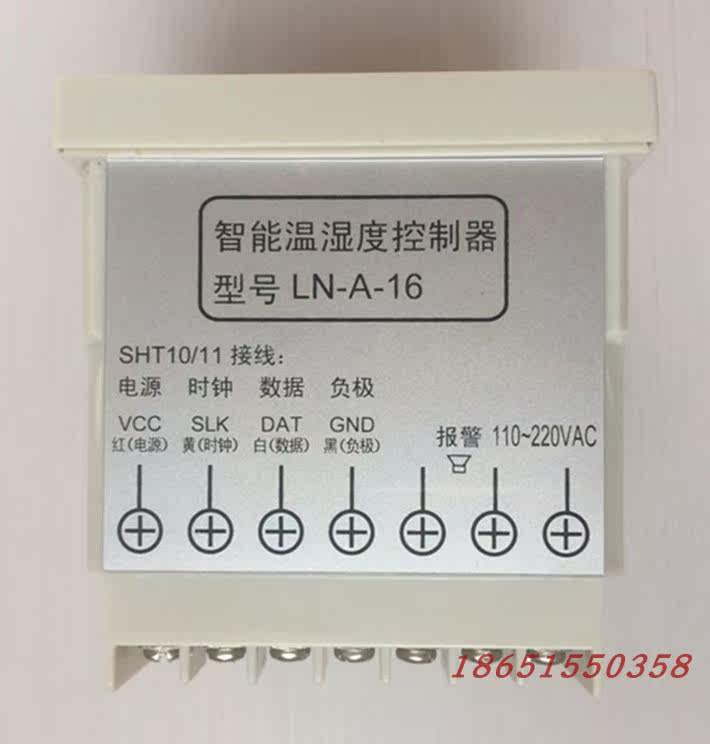 智能温湿度控制器
型号 LN-A-16
SHT10/11 接线：
电源 时钟 数据 负极
VCC SLK DAT GND
红(电源) 黄(时钟) 白(数据) 黑(负极)
报警 110~220VAC
18651550358